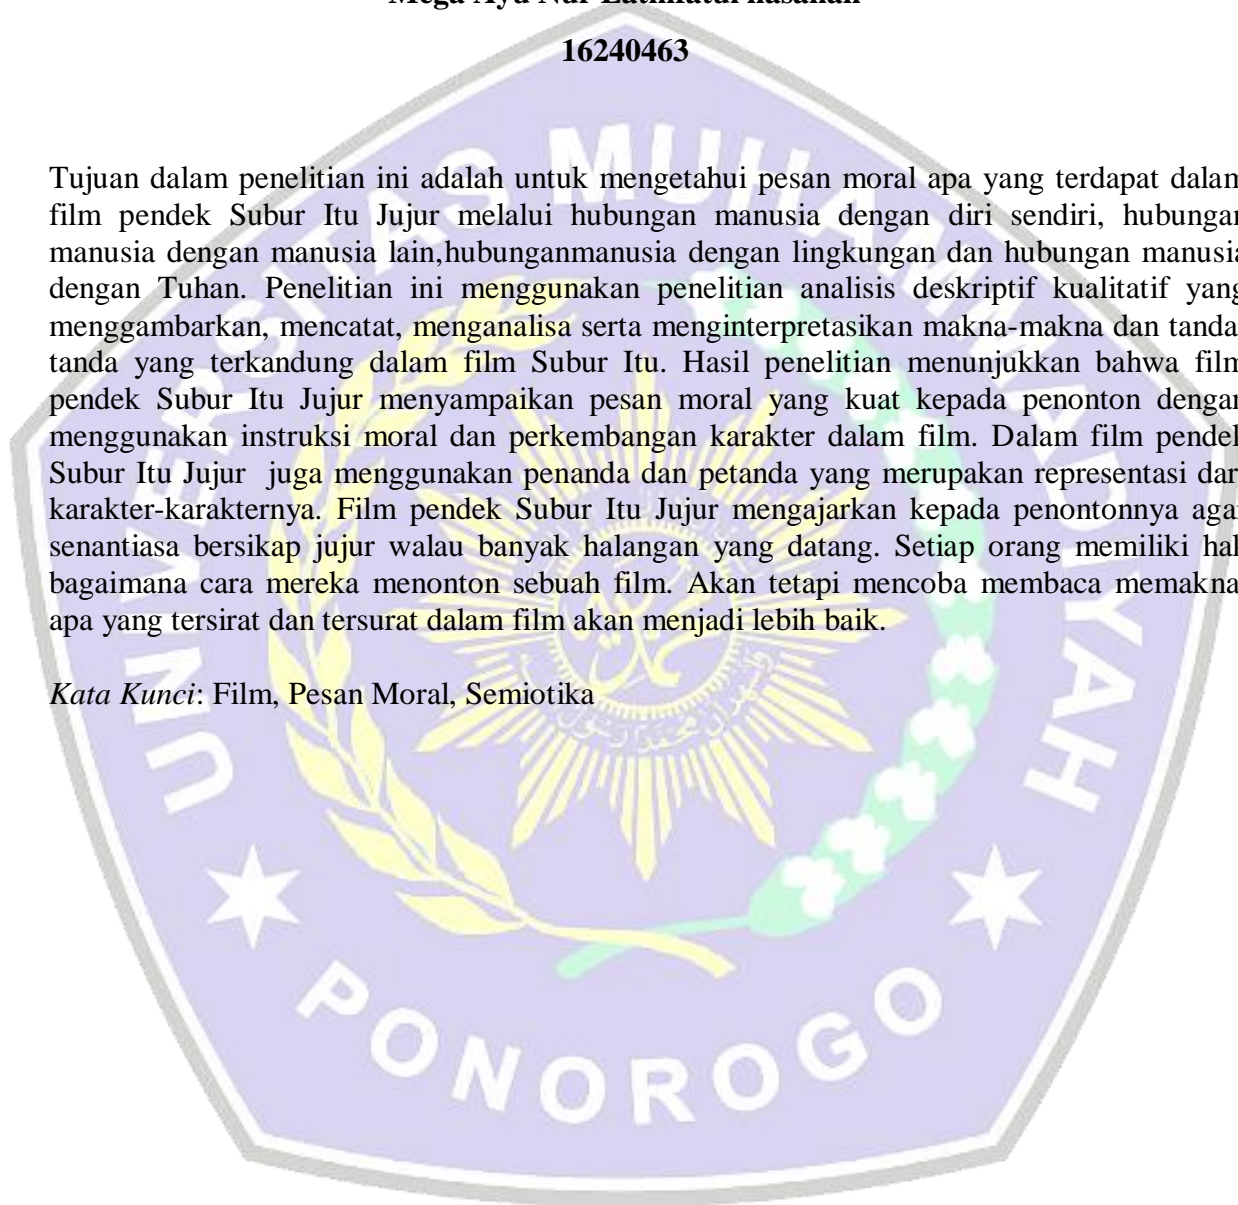 Mega Ayu Nur hasanah
16240463
Tujuan dalam penelitian ini adalah untuk mengetahui pesan moral apa yang terdapat dalam
film pendek Subur Itu Jujur melalui hubungan manusia dengan diri sendiri, hubungan
manusia dengan manusia lain,hubunganmanusia dengan lingkungan dan hubungan manusia
dengan Tuhan. Penelitian ini menggunakan penelitian analisis deskriptif kualitatif yang
menggambarkan, mencatat, menganalisa serta menginterpretasikan makna-makna dan tanda-
tanda yang terkandung dalam film Subur Itu. Hasil penelitian menunjukkan bahwa film
pendek Subur Itu Jujur menyampaikan pesan moral yang kuat kepada penonton dengan
menggunakan instruksi moral dan perkembangan karakter dalam film. Dalam film pendek
Subur Itu Jujur juga menggunakan penanda dan petanda yang merupakan representasi dar
karakter-karakternya. Film pendek Subur Itu Jujur mengajarkan kepada penontonnya agar
senantiasa bersikap jujur walau banyak halangan yang datang. Setiap orang memiliki hak
bagaimana cara mereka menonton sebuah film. Akan tetapi mencoba membaca memakna
apa yang tersirat dan tersurat dalam film akan menjadi lebih baik.
Kata Kunci: Film, Pesan Moral, Semiotika
UNIVERSITAS MUHAMMADIYAH
PONOROGO